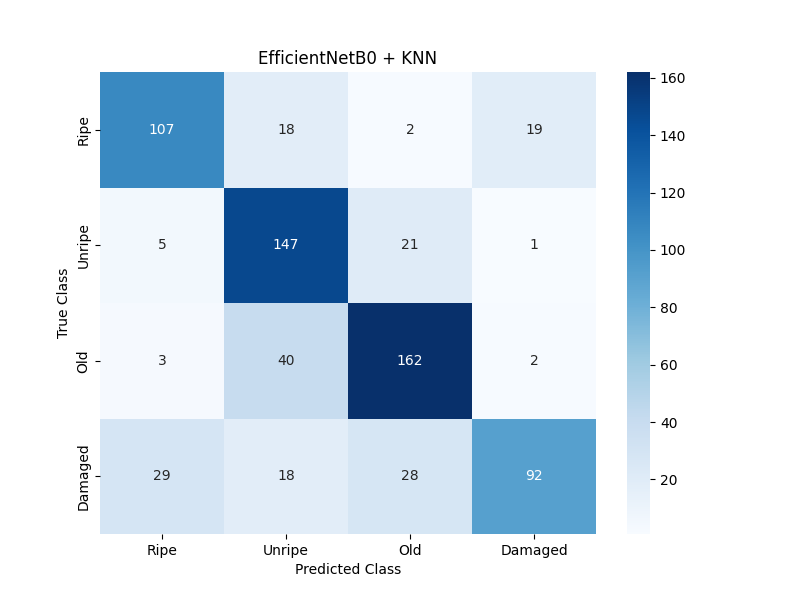 EfficientNetB0 + KNN
Ripe 107 18 2 19
Unripe 5 147 21 1
Old 3 40 162 2
Damaged 29 18 28 92
Ripe Unripe Old Damaged
Predicted Class
True Class
160
140
120
100
80
60
40
20